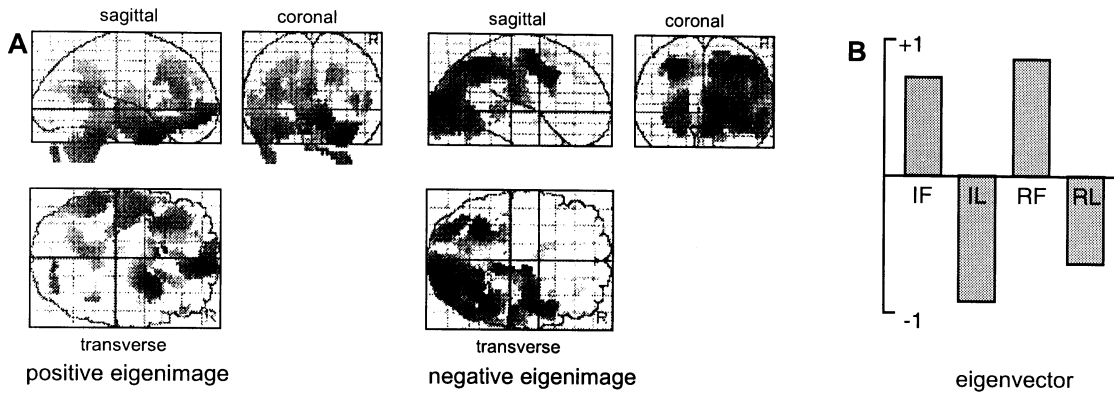 A
sagittal
coronal
R
transverse
R
positive eigenimage
sagittal
coronal
R
transverse
R
negative eigenimage
B
+1
IF
IL
RF
RL
-1
eigenvector